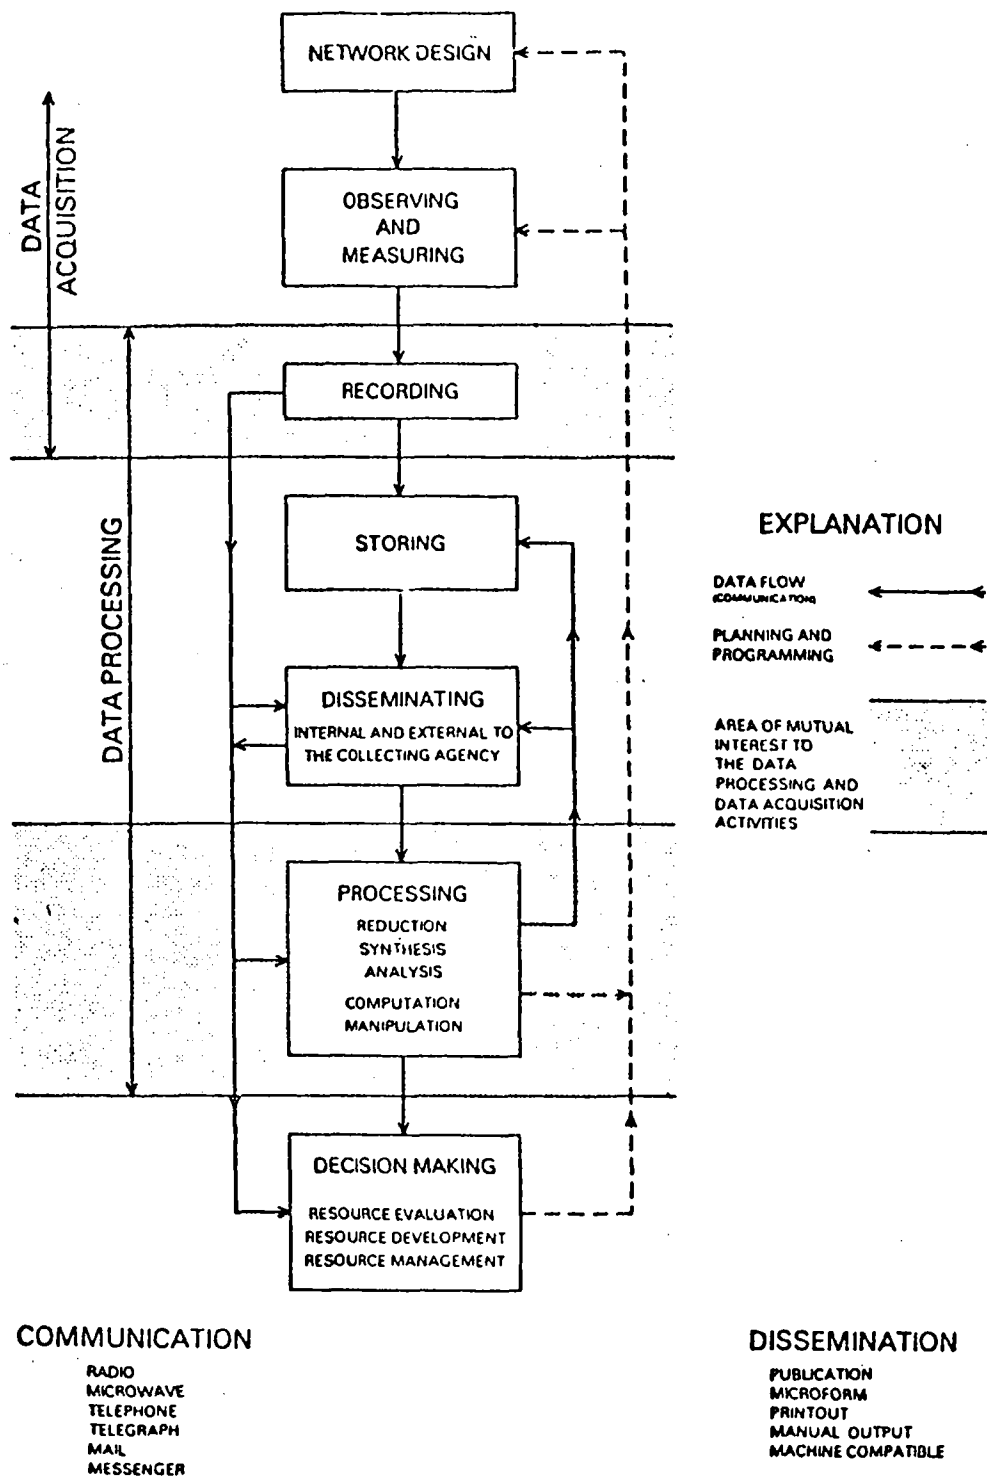 NETWORK DESIGN
DATA
ACQUISITION
OBSERVING
AND
MEASURING
RECORDING
STORING
DATA PROCESSING
DISSEMINATING
INTERNAL AND EXTERNAL TO
THE COLLECTING AGENCY
PROCESSING
REDUCTION
SYNTHESIS
ANALYSIS
COMPUTATION
MANIPULATION
DECISION MAKING
RESOURCE EVALUATION
RESOURCE DEVELOPMENT
RESOURCE MANAGEMENT
EXPLANATION
DATA FLOW
(COMMUNICATION)
PLANNING AND
PROGRAMMING
AREA OF MUTUAL
INTEREST TO
THE DATA
PROCESSING AND
DATA ACQUISITION
ACTIVITIES
COMMUNICATION
RADIO
MICROWAVE
TELEPHONE
TELEGRAPH
MAIL
MESSENGER
DISSEMINATION
PUBLICATION
MICROFORM
PRINTOUT
MANUAL OUTPUT
MACHINE COMPATIBLE